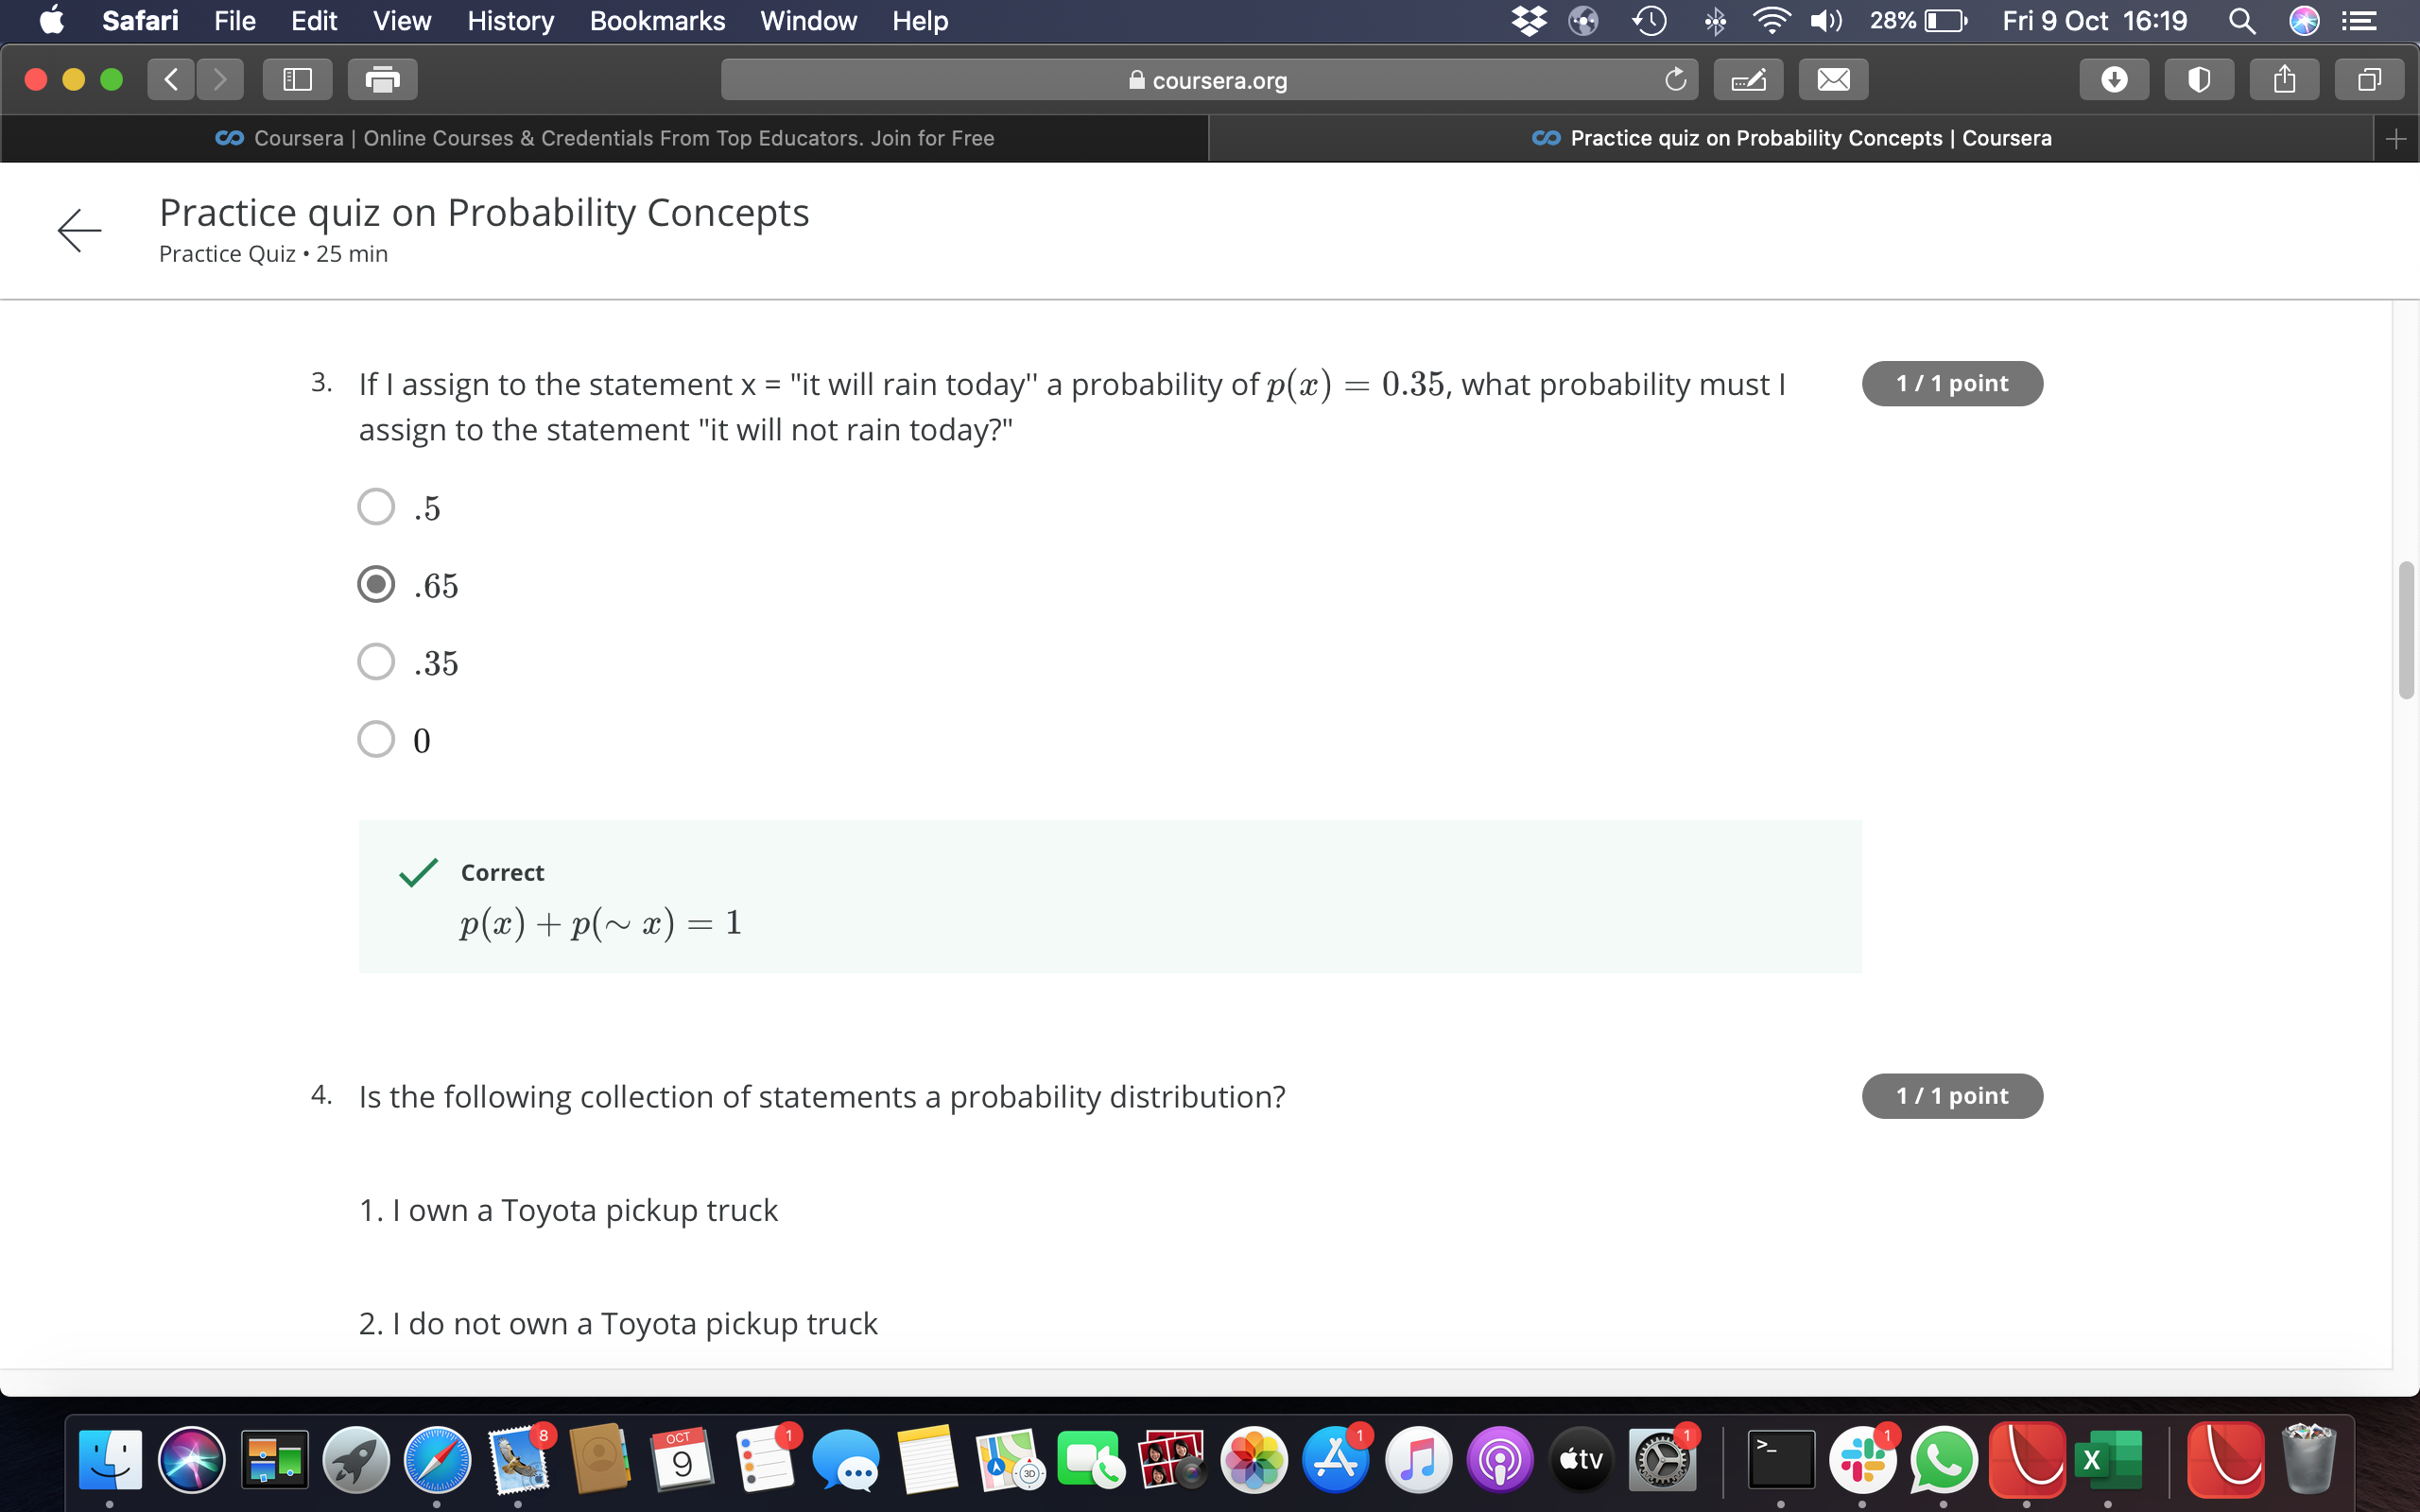 Safari File Edit View History Bookmarks Window Help 28% Fri 9 Oct 16:19
coursera.org
Coursera | Online Courses & Credentials From Top Educators. Join for Free
Practice quiz on Probability Concepts | Coursera
Practice quiz on Probability Concepts
Practice Quiz • 25 min
3. If I assign to the statement x = "it will rain today'' a probability of p(x) = 0.35, what probability must I
assign to the statement "it will not rain today?"
1 / 1 point
.5
.65
.35
0
Correct
p(x) + p(∼ x) = 1
4. Is the following collection of statements a probability distribution?
1 / 1 point
1. I own a Toyota pickup truck
2. I do not own a Toyota pickup truck
8
OCT
9
1
3D
1
tv
1
>_
1
X